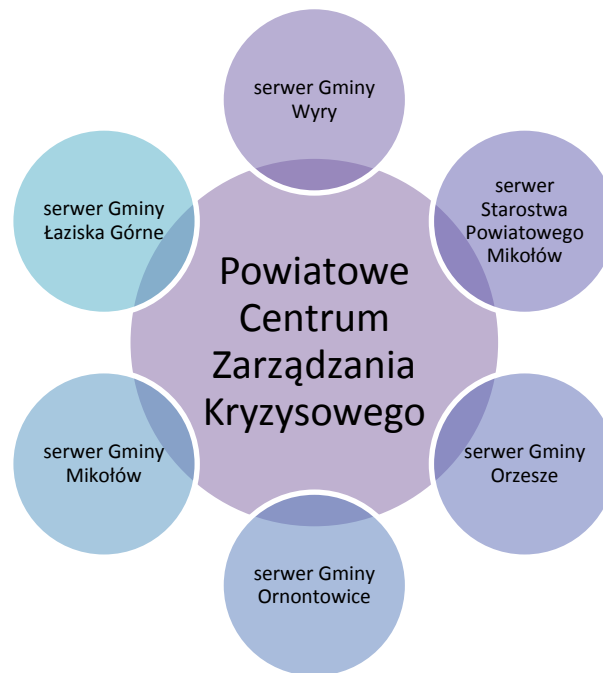 serwer Gminy
Wyry
serwer
Starostwa
Powiatowego
Mikołów
serwer Gminy
Łaziska Górne
Powiatowe
Centrum
Zarządzania
Kryzysowego
serwer Gminy
Mikołów
serwer Gminy
Orzesze
serwer Gminy
Ornontowice